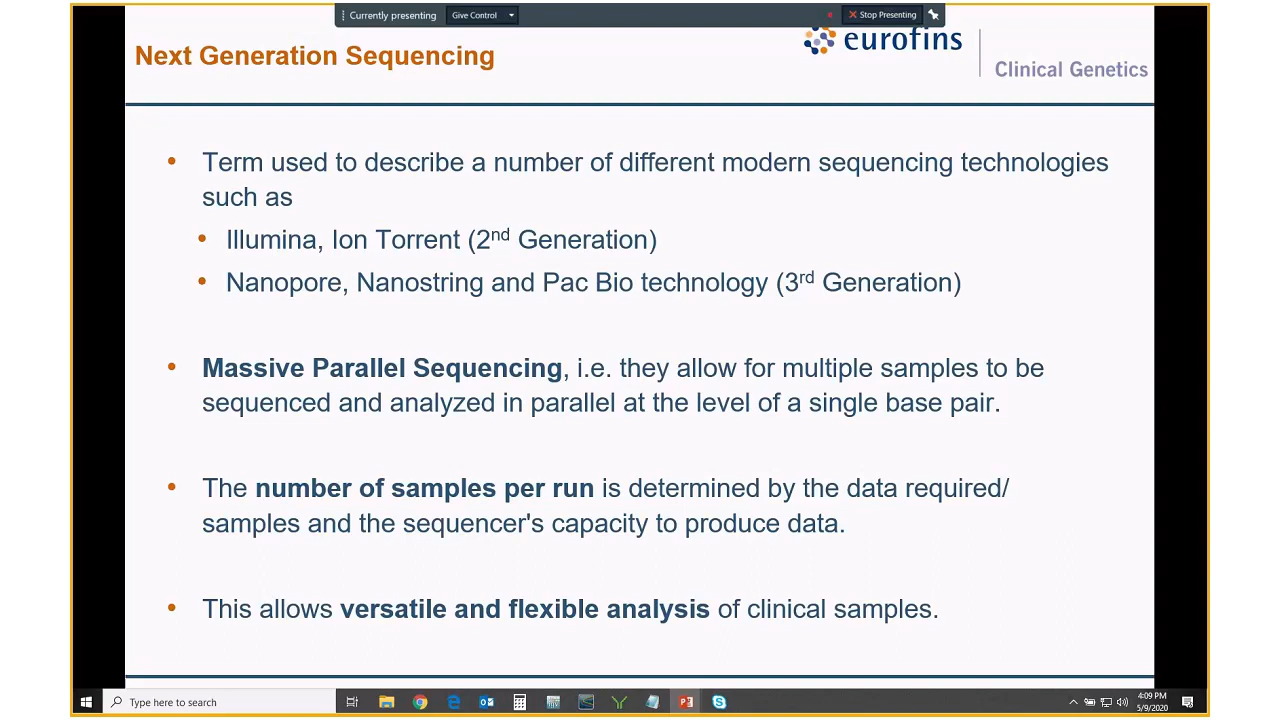 Currently presenting
Give Control
Stop Presenting
Next Generation Sequencing
eurofins
Clinical Genetics
• Term used to describe a number of different modern sequencing technologies
such as
• Illumina, Ion Torrent (2nd Generation)
• Nanopore, Nanostring and Pac Bio technology (3rd Generation)
• Massive Parallel Sequencing, i.e. they allow for multiple samples to be
sequenced and analyzed in parallel at the level of a single base pair.
• The number of samples per run is determined by the data required/
samples and the sequencer's capacity to produce data.
• This allows versatile and flexible analysis of clinical samples.
Type here to search
4:09 PM
5/9/2020